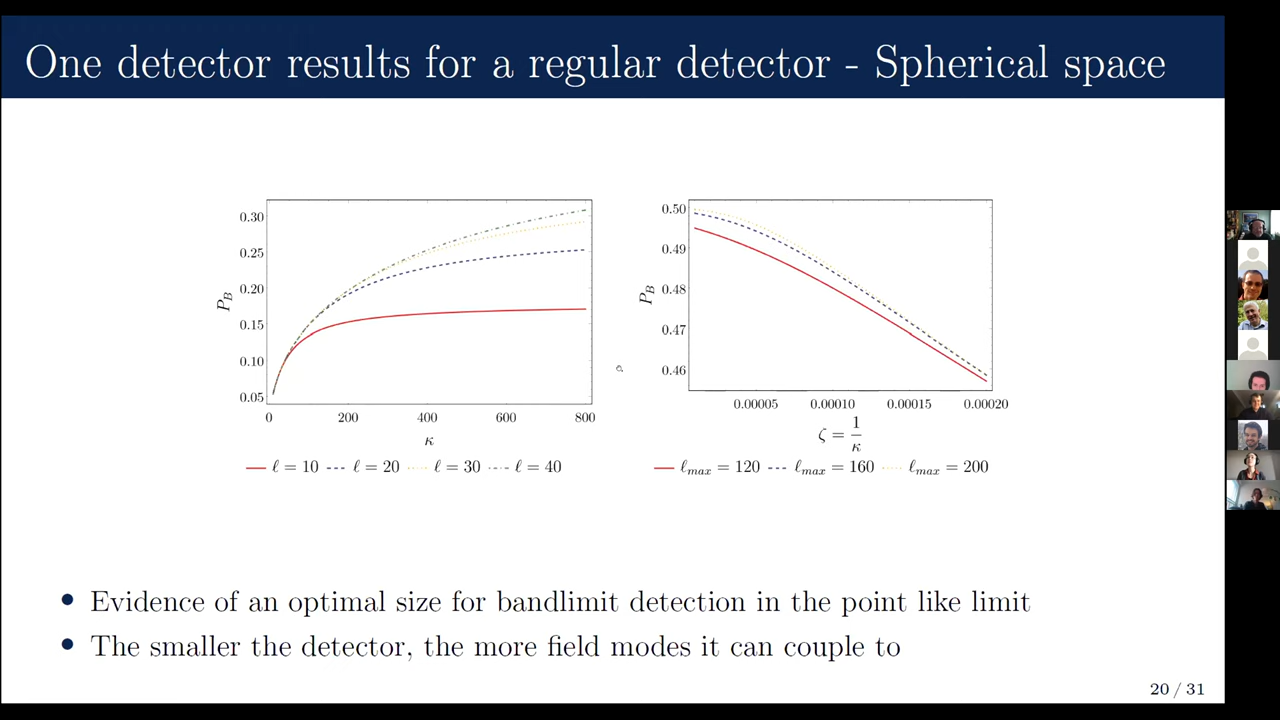 One detector results for a regular detector - Spherical space
P_B
0.30
0.25
0.20
0.15
0.10
0.05
0 200 400 600 800
κ
ℓ = 10 ℓ = 20 ℓ = 30 ℓ = 40
P_B
0.50
0.49
0.48
0.47
0.46
0.00005 0.00010 0.00015 0.00020
ζ = 1/κ
ℓ_max = 120 ℓ_max = 160 ℓ_max = 200
• Evidence of an optimal size for bandlimit detection in the point like limit
• The smaller the detector, the more field modes it can couple to
20 / 31